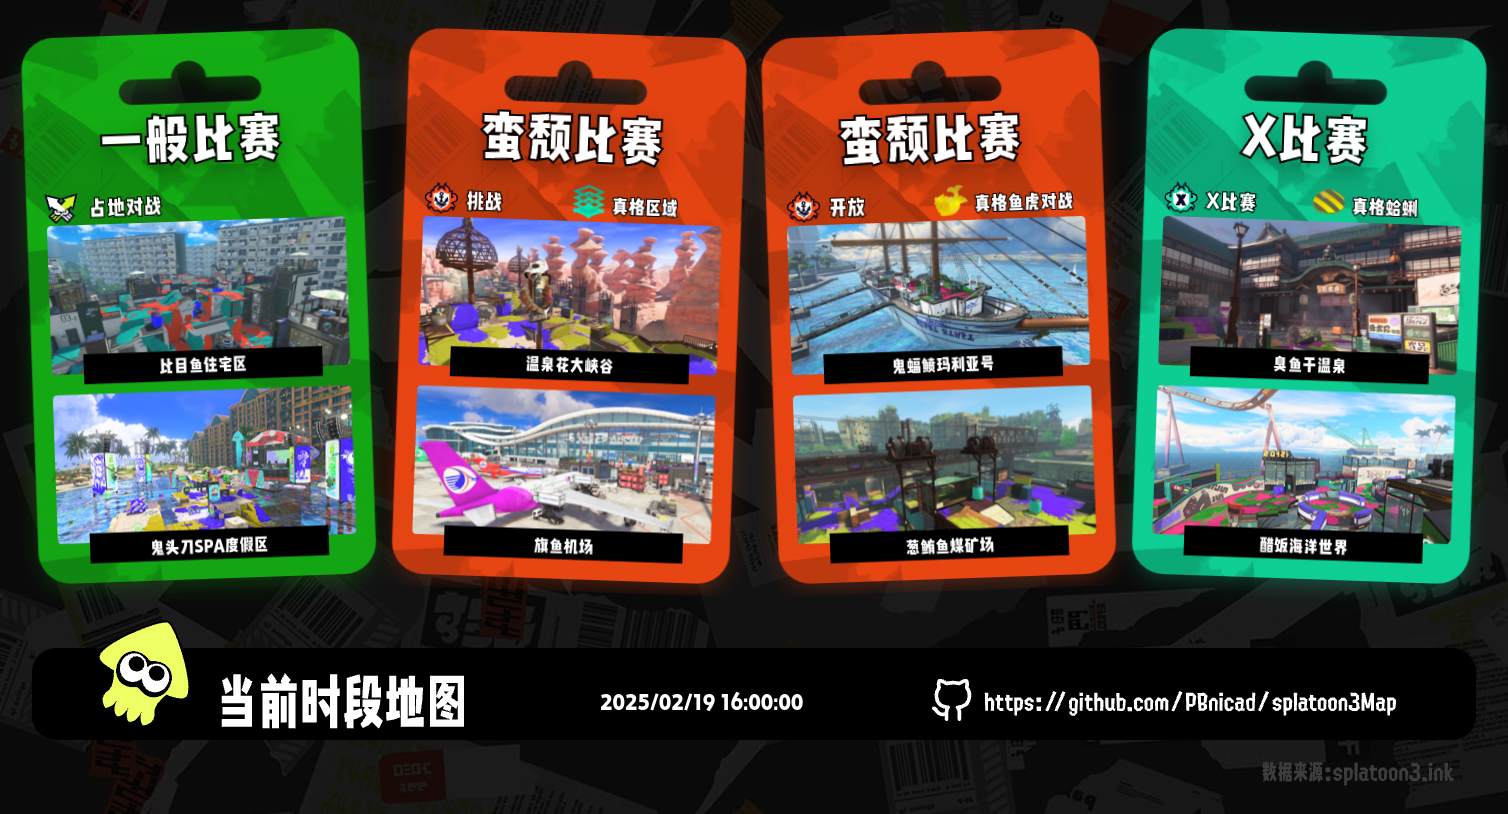 一般比赛
占地对战
比目鱼住宅区
鬼头刀SPA度假区
蛮颓比赛
挑战
真格区域
温泉花大峡谷
旗鱼机场
蛮颓比赛
开放
真格鱼虎对战
鬼蝠鲼玛利亚号
葱鲔鱼煤矿场
X比赛
X比赛
真格蛤蜊
臭鱼干温泉
醋饭海洋世界
当前时段地图
2025/02/19 16:00:00
https://github.com/PBnicad/splatoon3Map
数据来源:splatoon3.ink